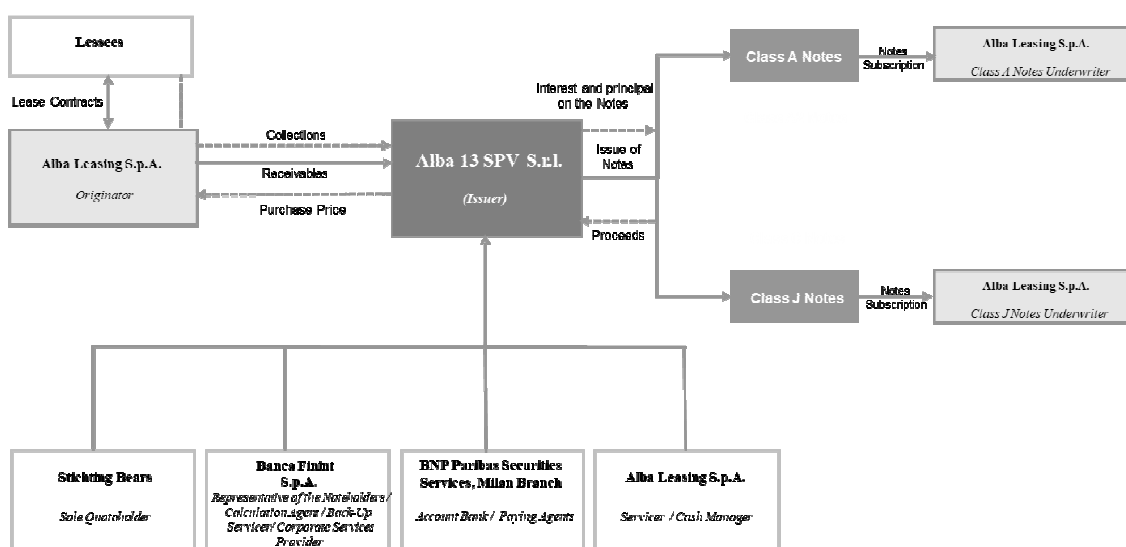 Lessees
Lease Contracts
Alba Leasing S.p.A.
Originator
Collections
Receivables
Purchase Price
Alba 13 SPV S.r.l.
(Issuer)
Interest and principal
on the Notes
Issue of
Notes
Proceeds
Class A Notes
Notes
Subscription
Alba Leasing S.p.A.
Class A Notes Underwriter
Class J Notes
Notes
Subscription
Alba Leasing S.p.A.
Class J Notes Underwriter
Stichting Bears
Sole Quotaholder
Banca Finint
S.p.A.
Representative of the Noteholders /
Calculation Agent / Back-Up
Servicer/ Corporate Services
Provider
BNP Paribas Securities
Services, Milan Branch
Account Bank / Paying Agents
Alba Leasing S.p.A.
Servicer / Cash Manager